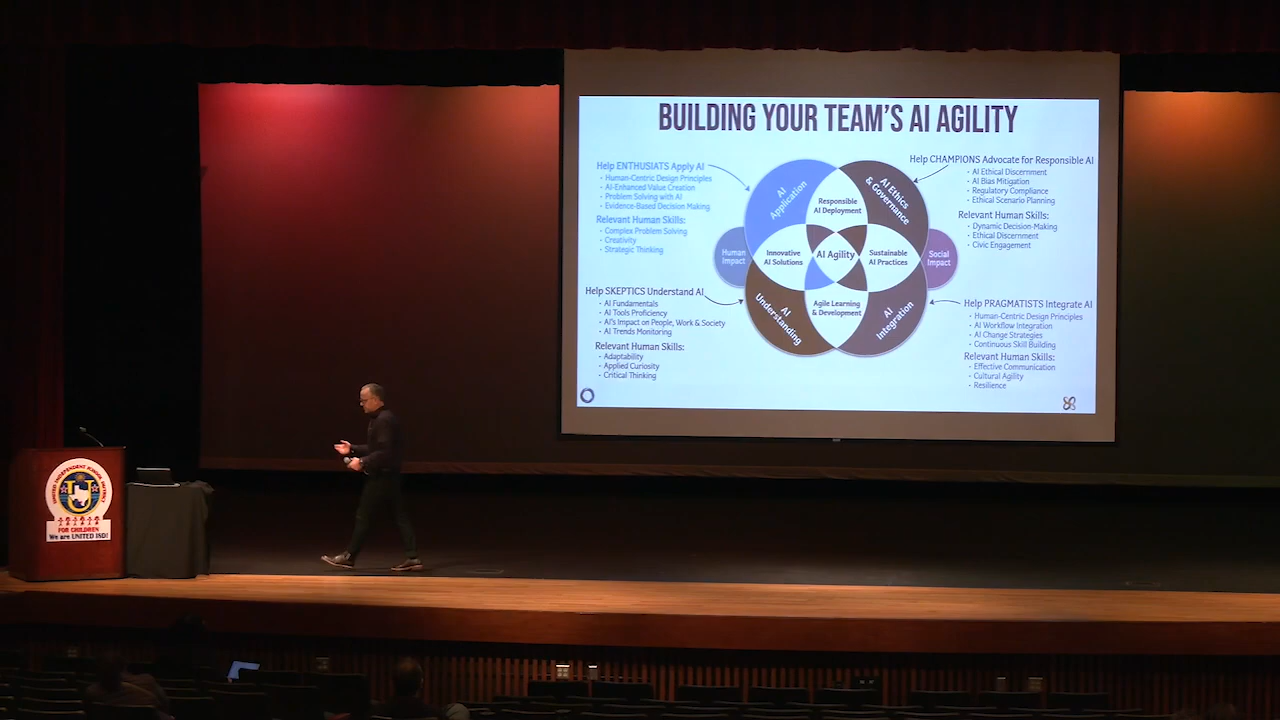 BUILDING YOUR TEAM'S AI AGILITY
Help ENTHUSIATS Apply AI
· Human-Centric Design Principles
· AI-Enhanced Value Creation
· Problem Solving with AI
· Evidence-Based Decision Making
Relevant Human Skills:
· Complex Problem Solving
· Creativity
· Strategic Thinking
Help SKEPTICS Understand AI
· AI Fundamentals
· AI Tools Proficiency
· AI's Impact on People, Work & Society
· AI Trends Monitoring
Relevant Human Skills:
· Adaptability
· Applied Curiosity
· Critical Thinking
AI
Application
AI Ethics
& Governance
Responsible
AI Deployment
Human
Impact
Innovative
AI Solutions
AI Agility
Sustainable
AI Practices
Social
Impact
AI
Understanding
Agile Learning
& Development
AI
Integration
Help CHAMPIONS Advocate for Responsible AI
· AI Ethical Discernment
· AI Bias Mitigation
· Regulatory Compliance
· Ethical Scenario Planning
Relevant Human Skills:
· Dynamic Decision-Making
· Ethical Discernment
· Civic Engagement
Help PRAGMATISTS Integrate AI
· Human-Centric Design Principles
· AI Workflow Integration
· AI Change Strategies
· Continuous Skill Building
Relevant Human Skills:
· Effective Communication
· Cultural Agility
· Resilience
UNITED INDEPENDENT SCHOOL DISTRICT
U
FOR CHILDREN
We are UNITED ISD!